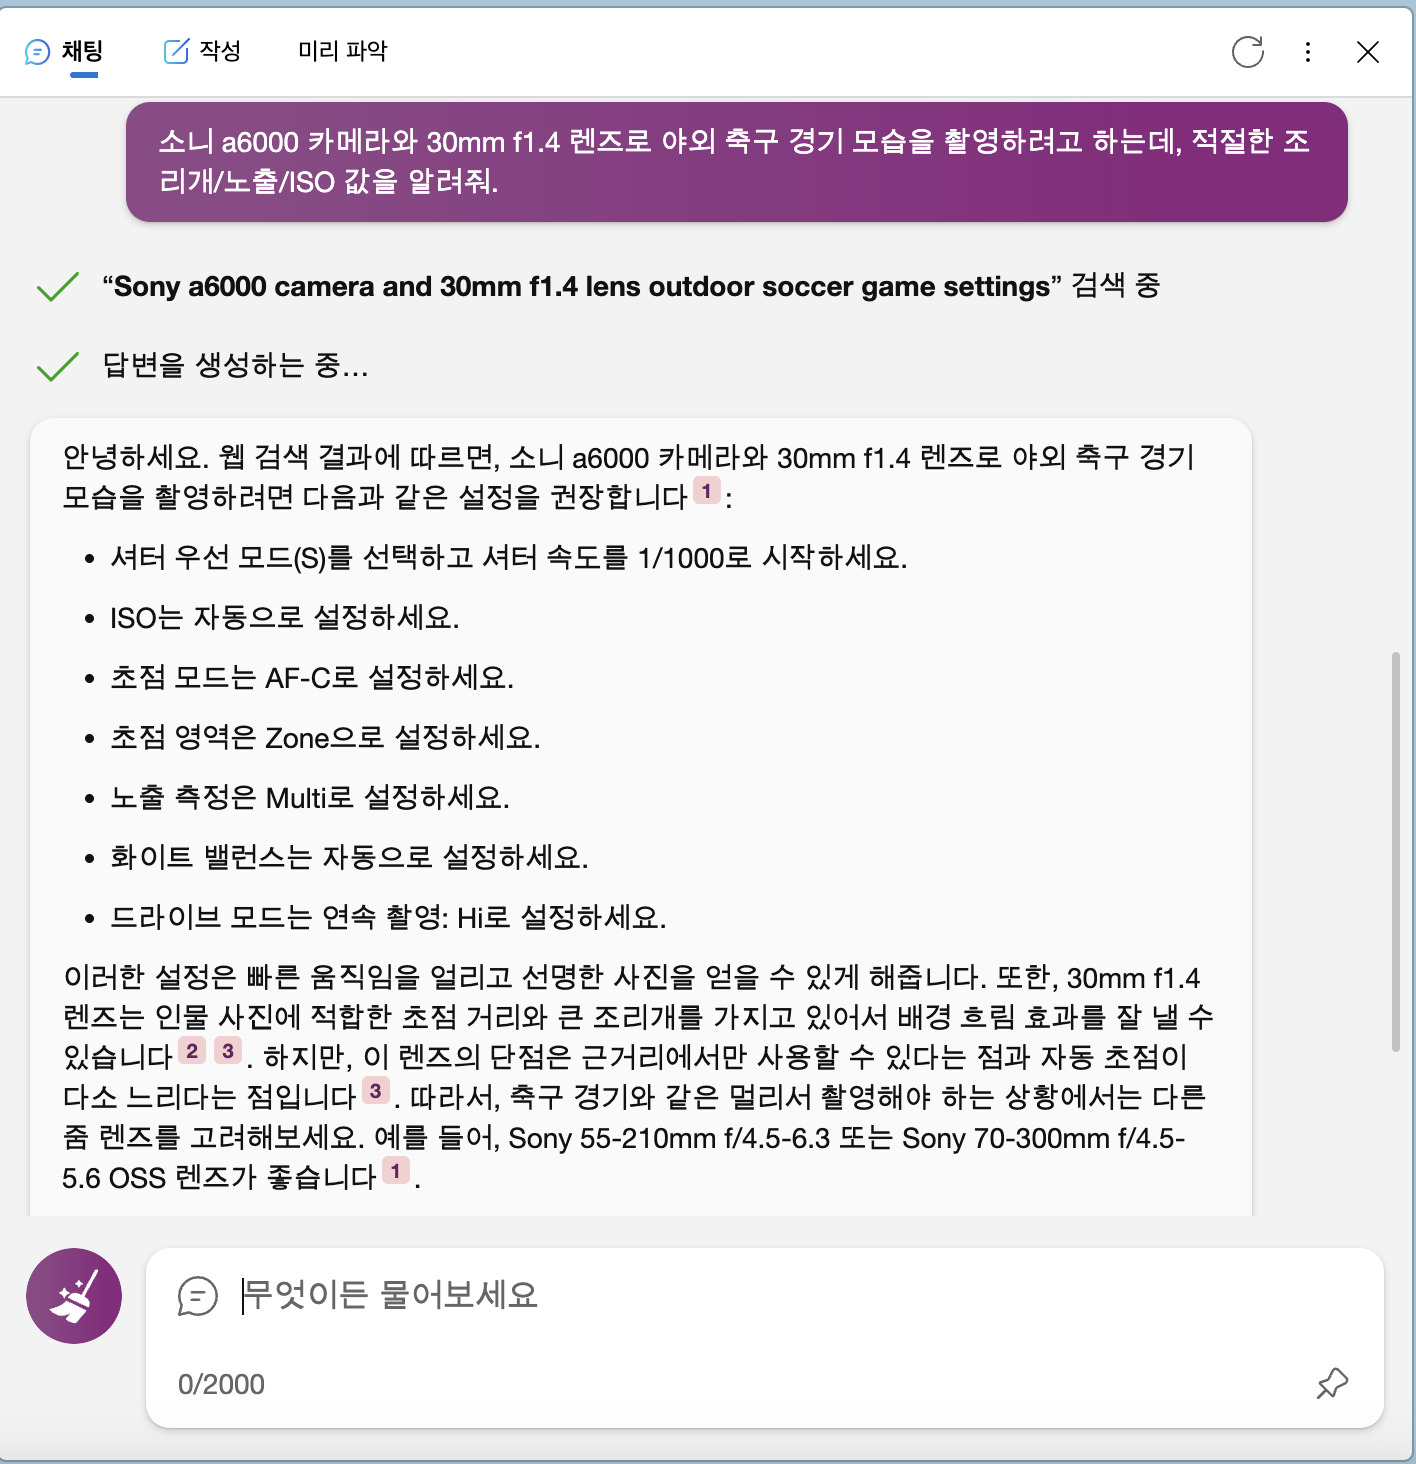 채팅 작성 미리 파악
소니 a6000 카메라와 30mm f1.4 렌즈로 야외 축구 경기 모습을 촬영하려고 하는데, 적절한 조
리개/노출/ISO 값을 알려줘.
“Sony a6000 camera and 30mm f1.4 lens outdoor soccer game settings” 검색 중
답변을 생성하는 중...
안녕하세요. 웹 검색 결과에 따르면, 소니 a6000 카메라와 30mm f1.4 렌즈로 야외 축구 경기
모습을 촬영하려면 다음과 같은 설정을 권장합니다 1 :
• 셔터 우선 모드(S)를 선택하고 셔터 속도를 1/1000로 시작하세요.
• ISO는 자동으로 설정하세요.
• 초점 모드는 AF-C로 설정하세요.
• 초점 영역은 Zone으로 설정하세요.
• 노출 측정은 Multi로 설정하세요.
• 화이트 밸런스는 자동으로 설정하세요.
• 드라이브 모드는 연속 촬영: Hi로 설정하세요.
이러한 설정은 빠른 움직임을 얼리고 선명한 사진을 얻을 수 있게 해줍니다. 또한, 30mm f1.4
렌즈는 인물 사진에 적합한 초점 거리와 큰 조리개를 가지고 있어서 배경 흐림 효과를 잘 낼 수
있습니다 2 3 . 하지만, 이 렌즈의 단점은 근거리에서만 사용할 수 있다는 점과 자동 초점이
다소 느리다는 점입니다 3 . 따라서, 축구 경기와 같은 멀리서 촬영해야 하는 상황에서는 다른
줌 렌즈를 고려해보세요. 예를 들어, Sony 55-210mm f/4.5-6.3 또는 Sony 70-300mm f/4.5-
5.6 OSS 렌즈가 좋습니다 1 .
무엇이든 물어보세요
0/2000